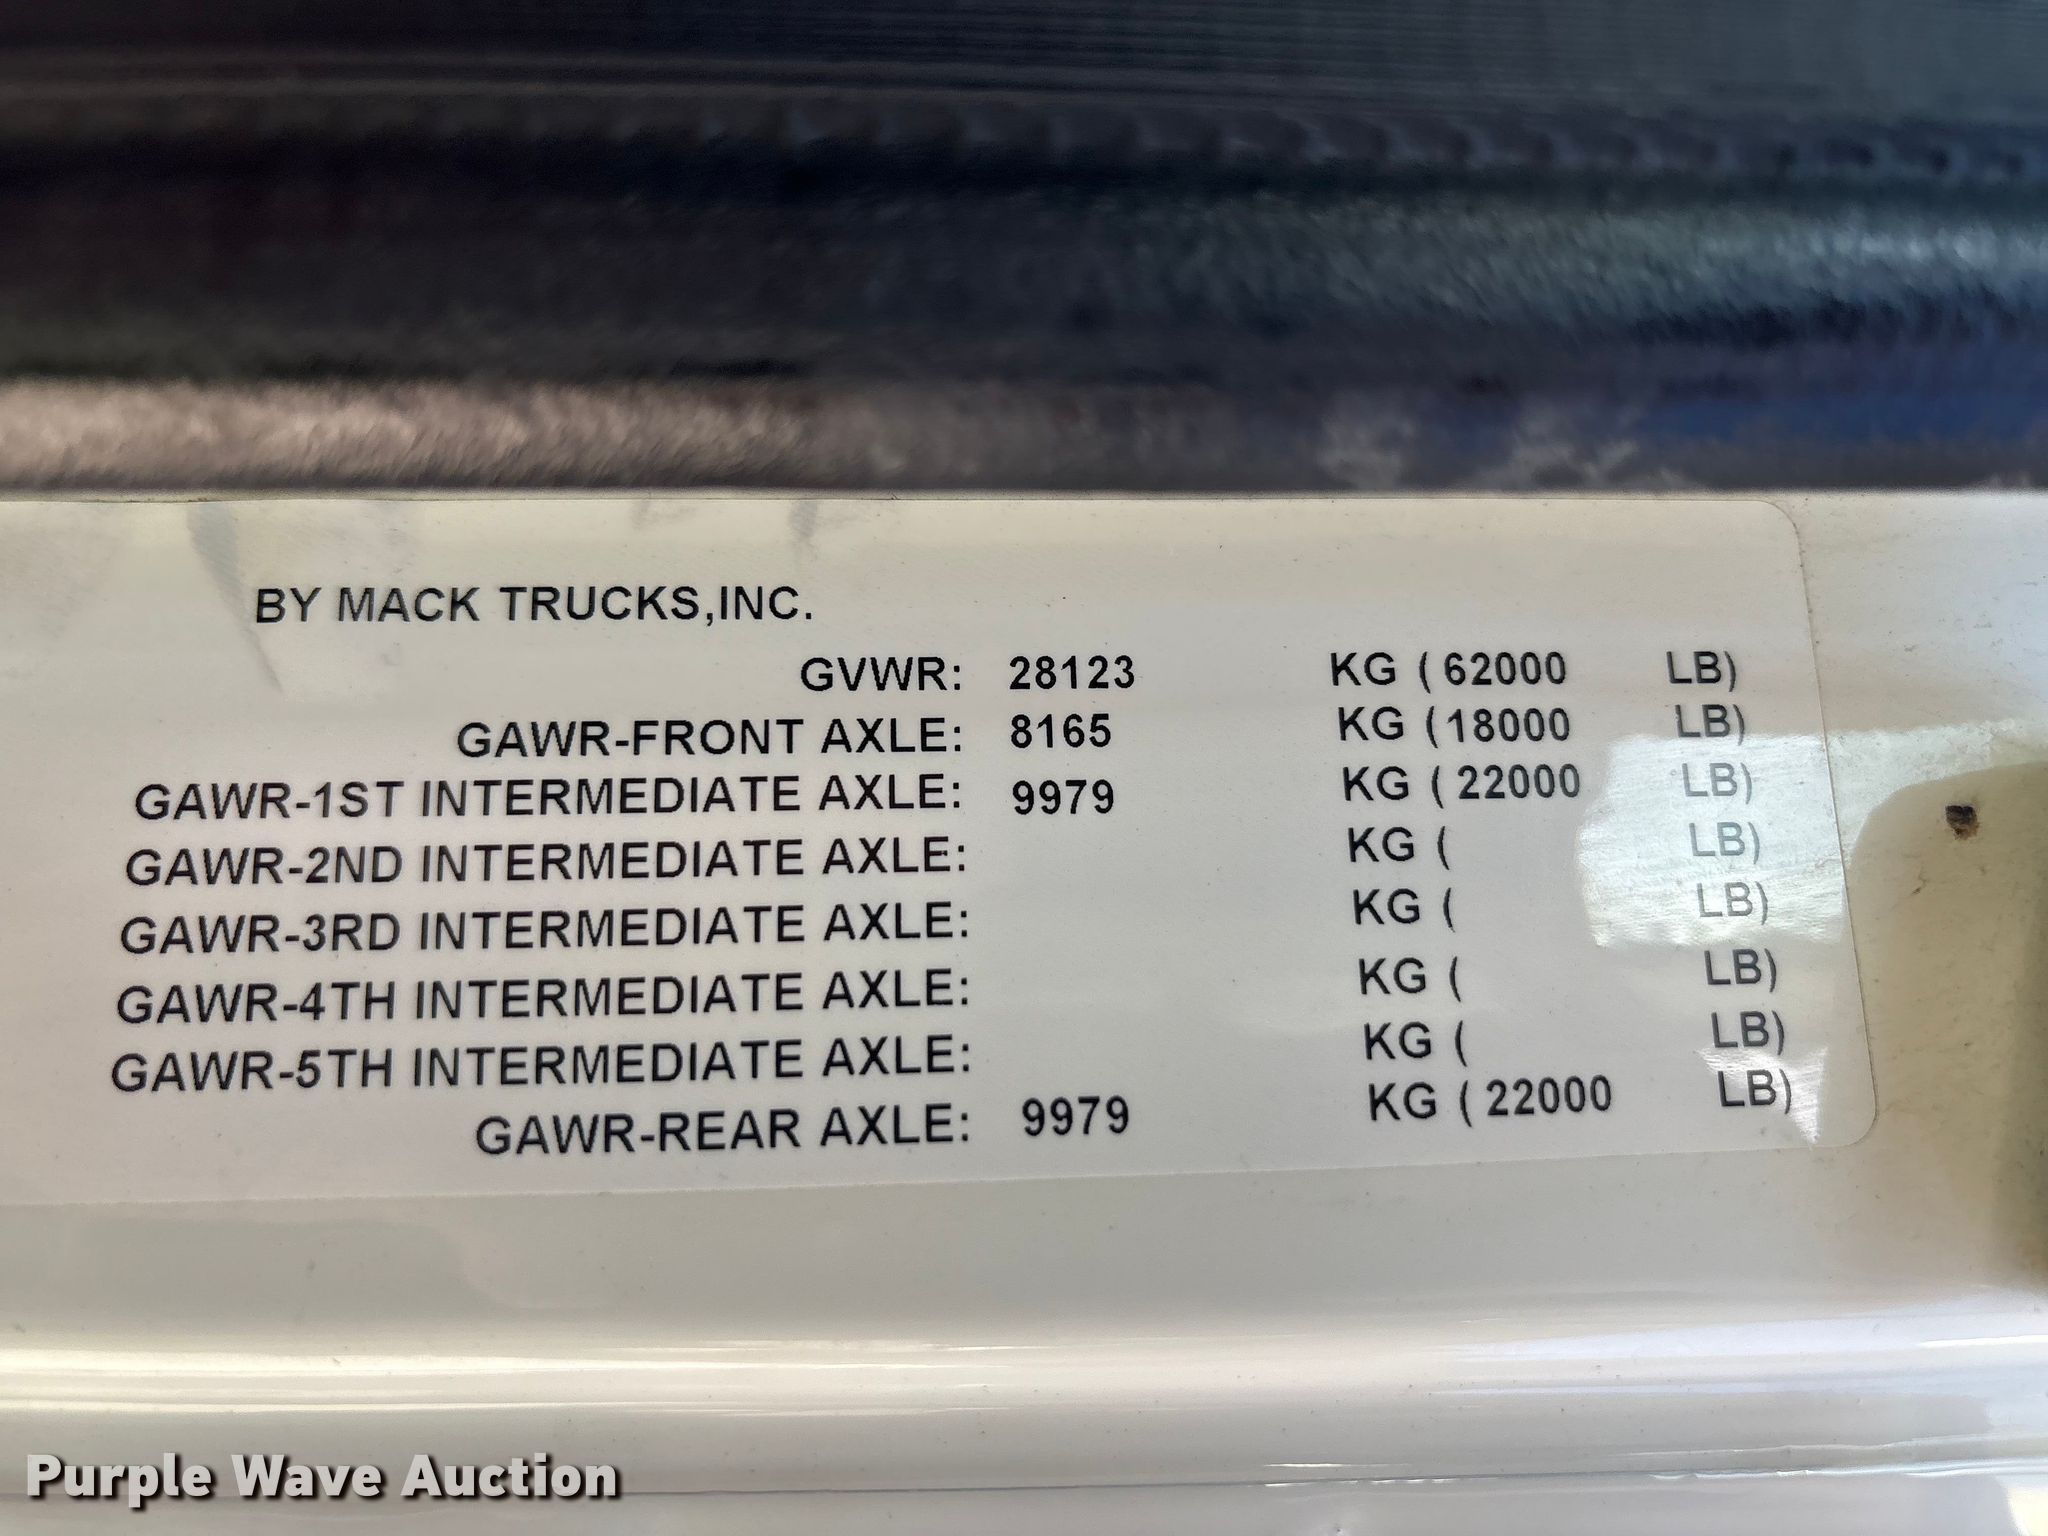 BY MACK TRUCKS,INC.
GVWR: 28123 KG ( 62000 LB)
GAWR-FRONT AXLE: 8165 KG ( 18000 LB)
GAWR-1ST INTERMEDIATE AXLE: 9979 KG ( 22000 LB)
GAWR-2ND INTERMEDIATE AXLE: KG ( LB)
GAWR-3RD INTERMEDIATE AXLE: KG ( LB)
GAWR-4TH INTERMEDIATE AXLE: KG ( LB)
GAWR-5TH INTERMEDIATE AXLE: KG ( LB)
GAWR-REAR AXLE: 9979 KG ( 22000 LB)
Purple Wave Auction